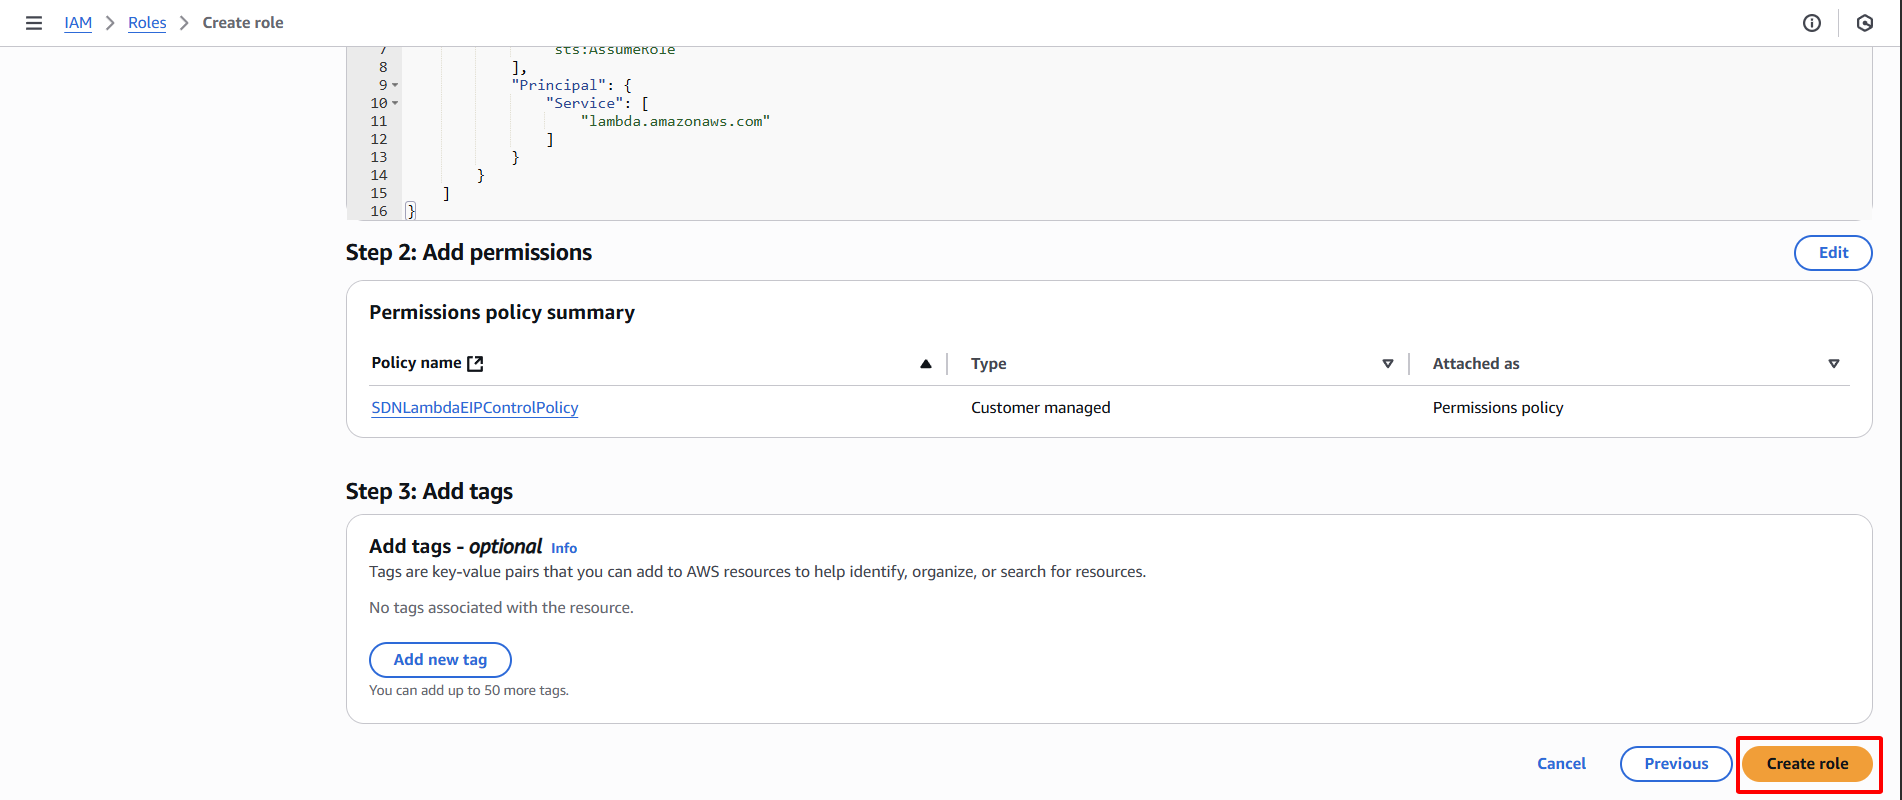 IAM > Roles > Create role
7 sts:AssumeRole
8 ],
9 "Principal": {
10 "Service": [
11 "lambda.amazonaws.com"
12 ]
13 }
14 }
15 ]
16 }
Step 2: Add permissions
Edit
Permissions policy summary
Policy name Type Attached as
SDNLambdaEIPControlPolicy Customer managed Permissions policy
Step 3: Add tags
Add tags - optional Info
Tags are key-value pairs that you can add to AWS resources to help identify, organize, or search for resources.
No tags associated with the resource.
Add new tag
You can add up to 50 more tags.
Cancel Previous Create role